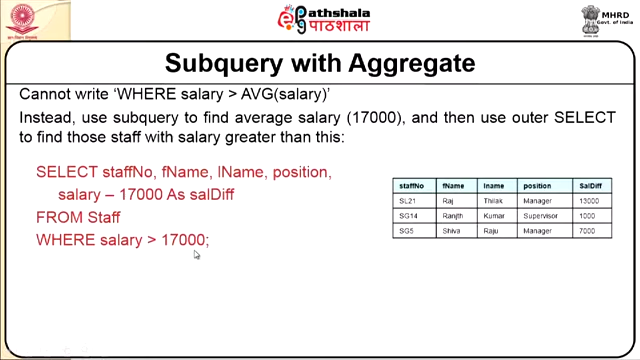 Pathshala
पाठशाला
MHRD
Govt. of India
Subquery with Aggregate
Cannot write ‘WHERE salary > AVG(salary)’
Instead, use subquery to find average salary (17000), and then use outer SELECT
to find those staff with salary greater than this:
SELECT staffNo, fName, lName, position,
salary – 17000 As salDiff
FROM Staff
WHERE salary > 17000;
staffNo fName lname position SalDiff
SL21 Raj Thilak Manager 13000
SG14 Ranjth Kumar Supervisor 1000
SG5 Shiva Raju Manager 7000